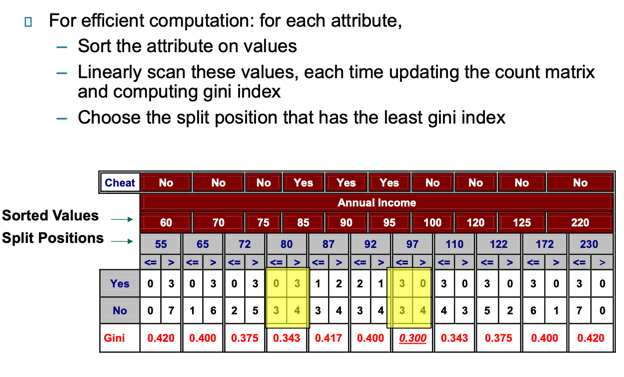 For efficient computation: for each attribute,
– Sort the attribute on values
– Linearly scan these values, each time updating the count matrix
and computing gini index
– Choose the split position that has the least gini index
Cheat No No No Yes Yes Yes No No No No
Annual Income
Sorted Values 60 70 75 85 90 95 100 120 125 220
Split Positions 55 65 72 80 87 92 97 110 122 172 230
<= > <= > <= > <= > <= > <= > <= > <= > <= > <= > <= >
Yes 0 3 0 3 0 3 0 3 1 2 2 1 3 0 3 0 3 0 3 0 3 0
No 0 7 1 6 2 5 3 4 3 4 3 4 3 4 4 3 5 2 6 1 7 0
Gini 0.420 0.400 0.375 0.343 0.417 0.400 0.300 0.343 0.375 0.400 0.420